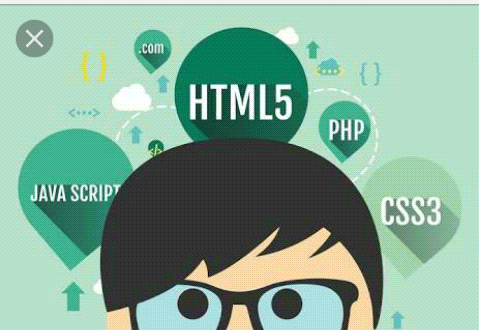 .com
{ }
HTML5
{ }
<···>
PHP
</>
JAVA SCRIPT
CSS3